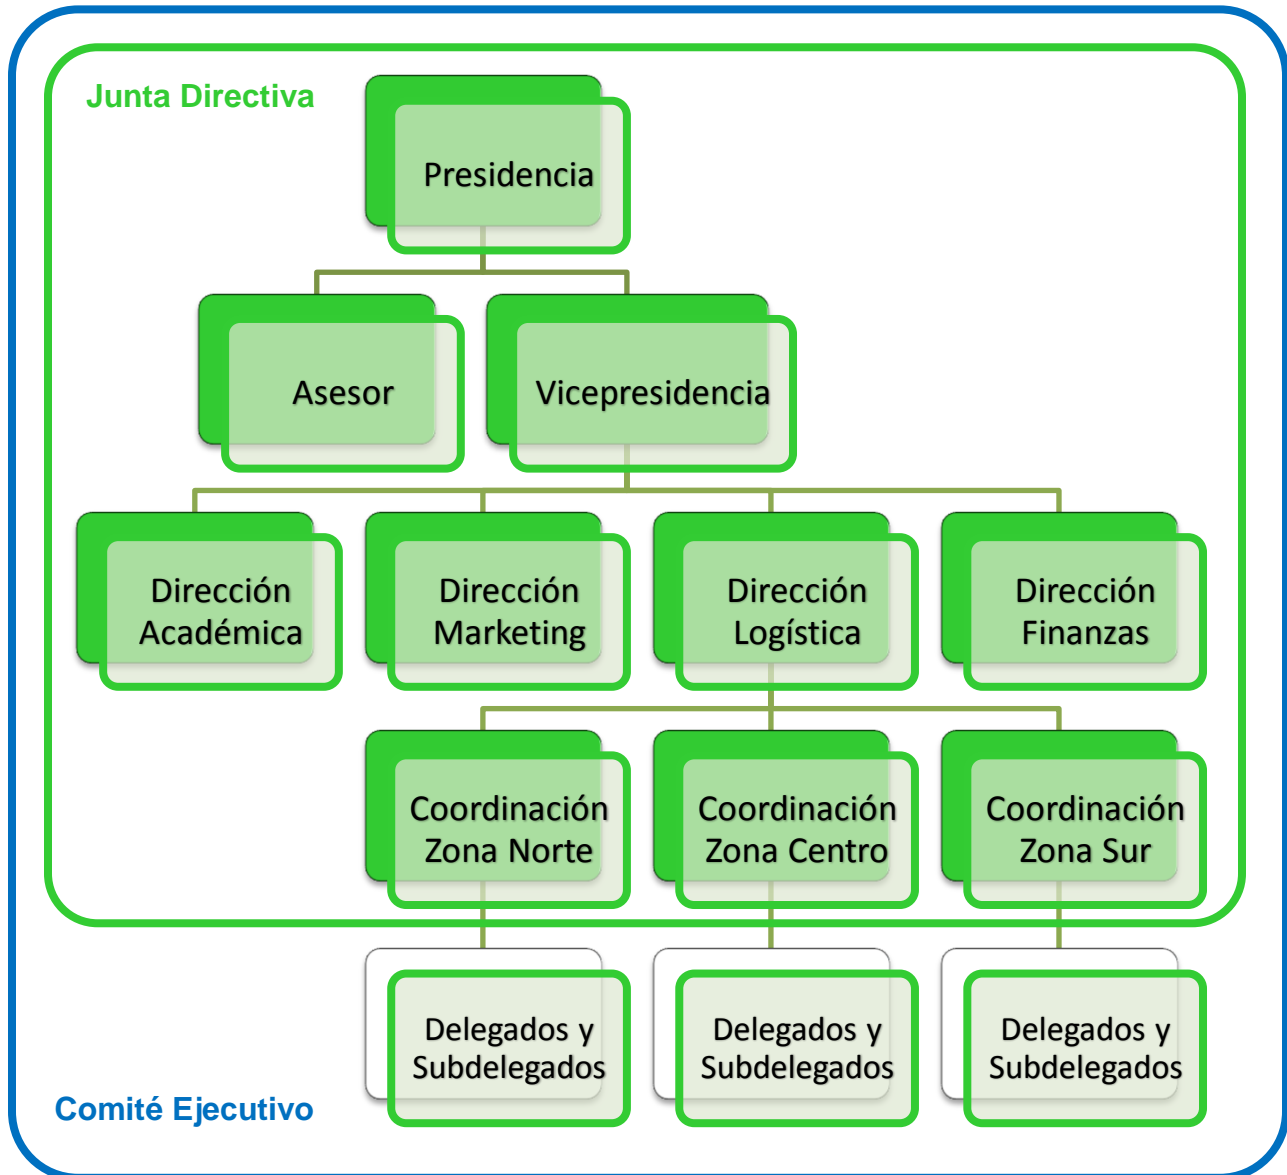 Junta Directiva
Presidencia
Asesor
Vicepresidencia
Dirección
Académica
Dirección
Marketing
Dirección
Logística
Dirección
Finanzas
Coordinación
Zona Norte
Coordinación
Zona Centro
Coordinación
Zona Sur
Delegados y
Subdelegados
Delegados y
Subdelegados
Delegados y
Subdelegados
Comité Ejecutivo